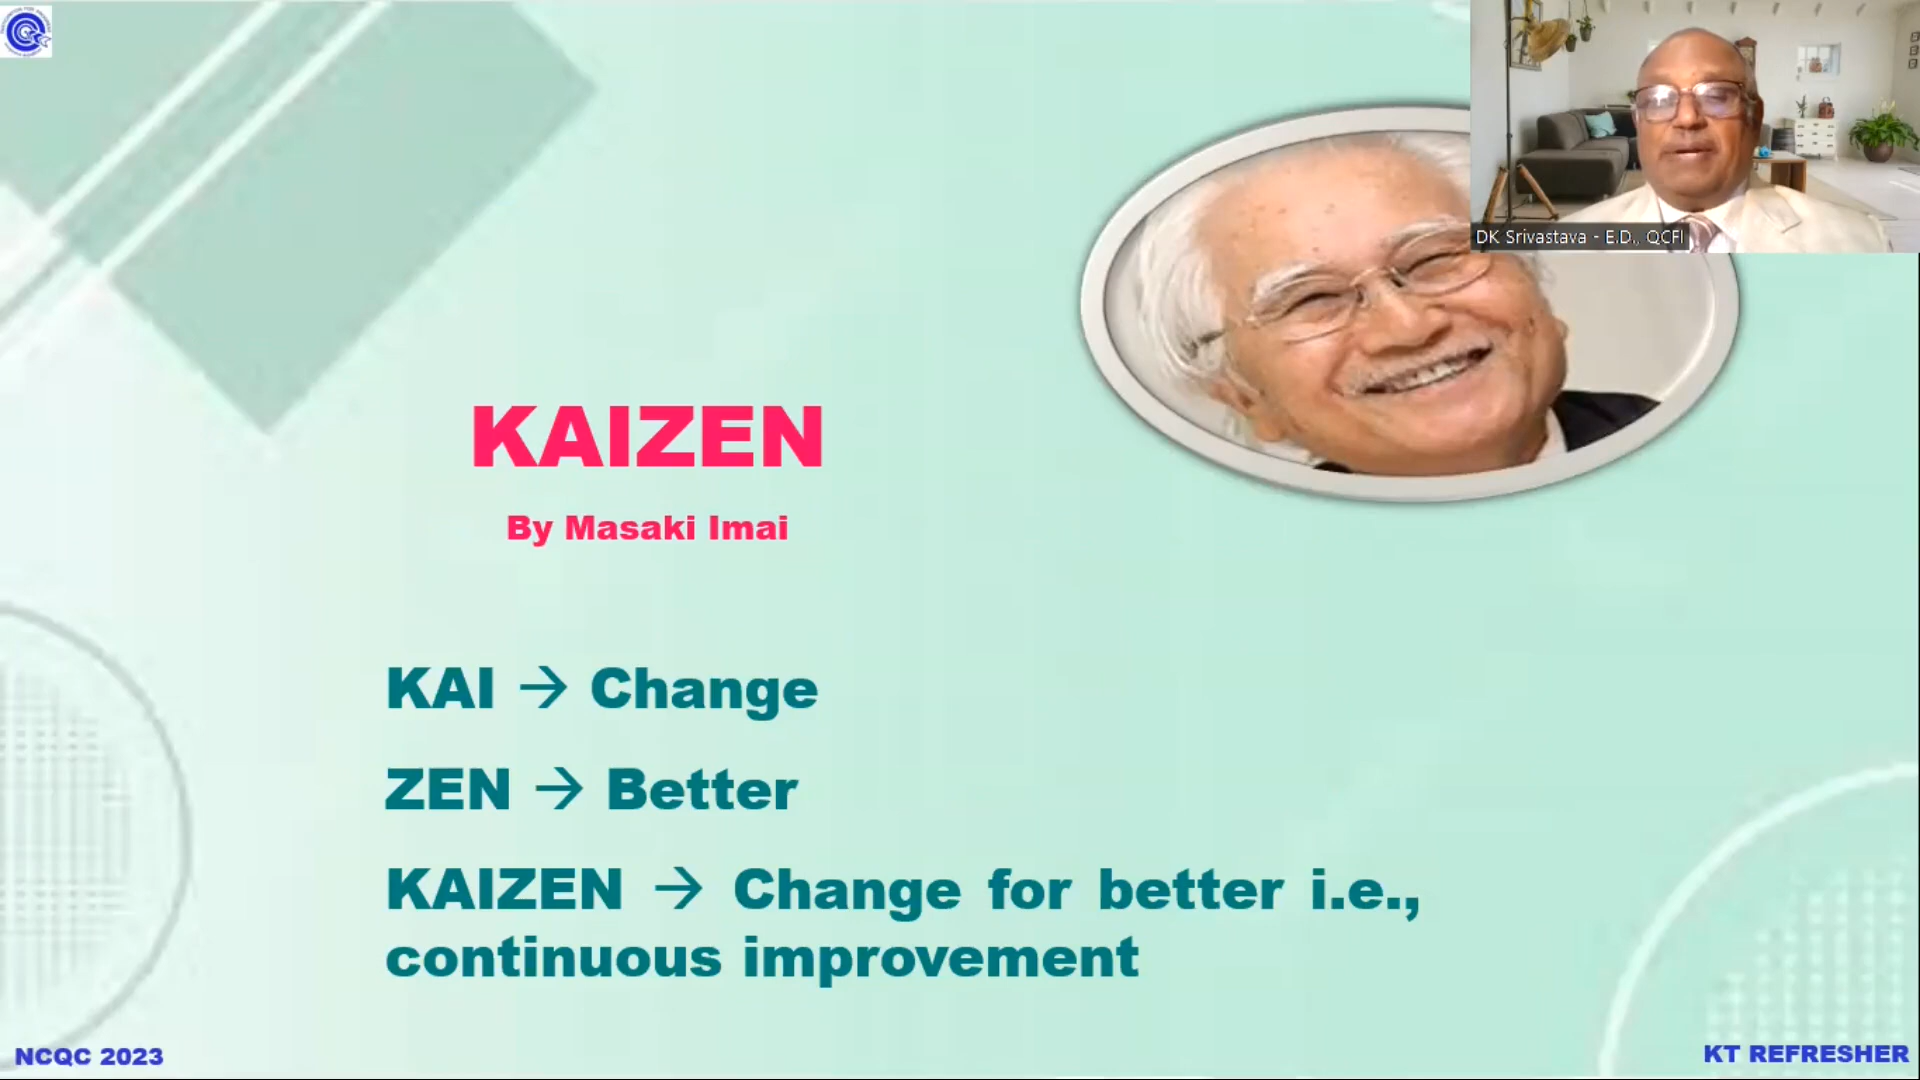 DK Srivastava - E.D., QCFI
KAIZEN
By Masaki Imai
KAI → Change
ZEN → Better
KAIZEN → Change for better i.e.,
continuous improvement
NCQC 2023
KT REFRESHER